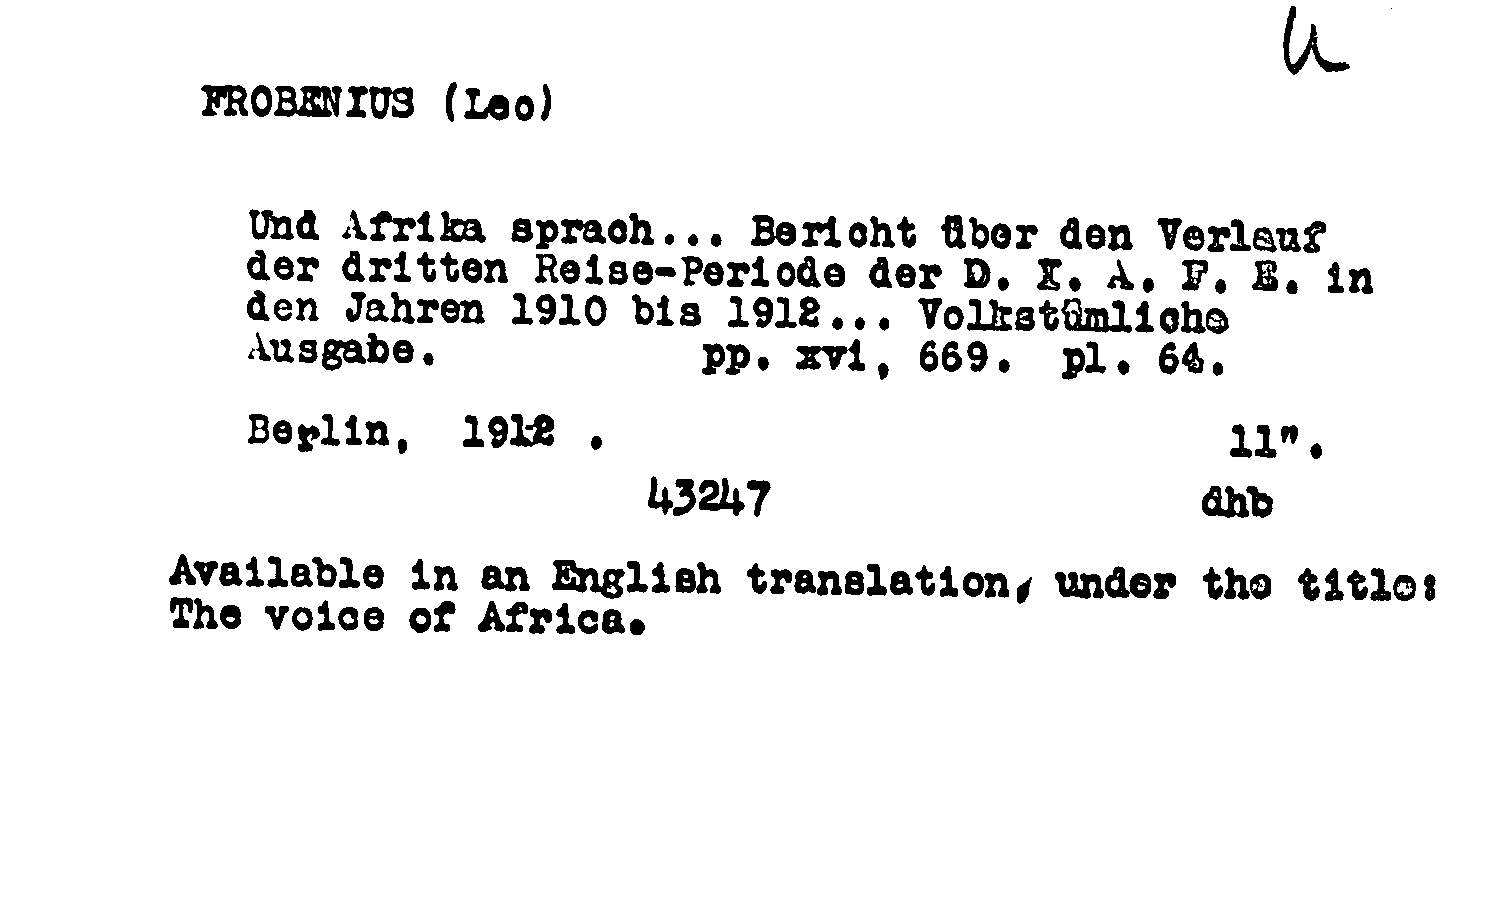 U
FROBENIUS (Leo)
Und Afrika sprach... Bericht über den Verlauf
der dritten Reise-Periode der D. I. A. F. E. in
den Jahren 1910 bis 1912... Volkstümliche
Ausgabe. pp. xvi, 669. pl. 64.
Berlin, 1912 . 11".
43247 dhb
Available in an English translation, under the title:
The voice of Africa.